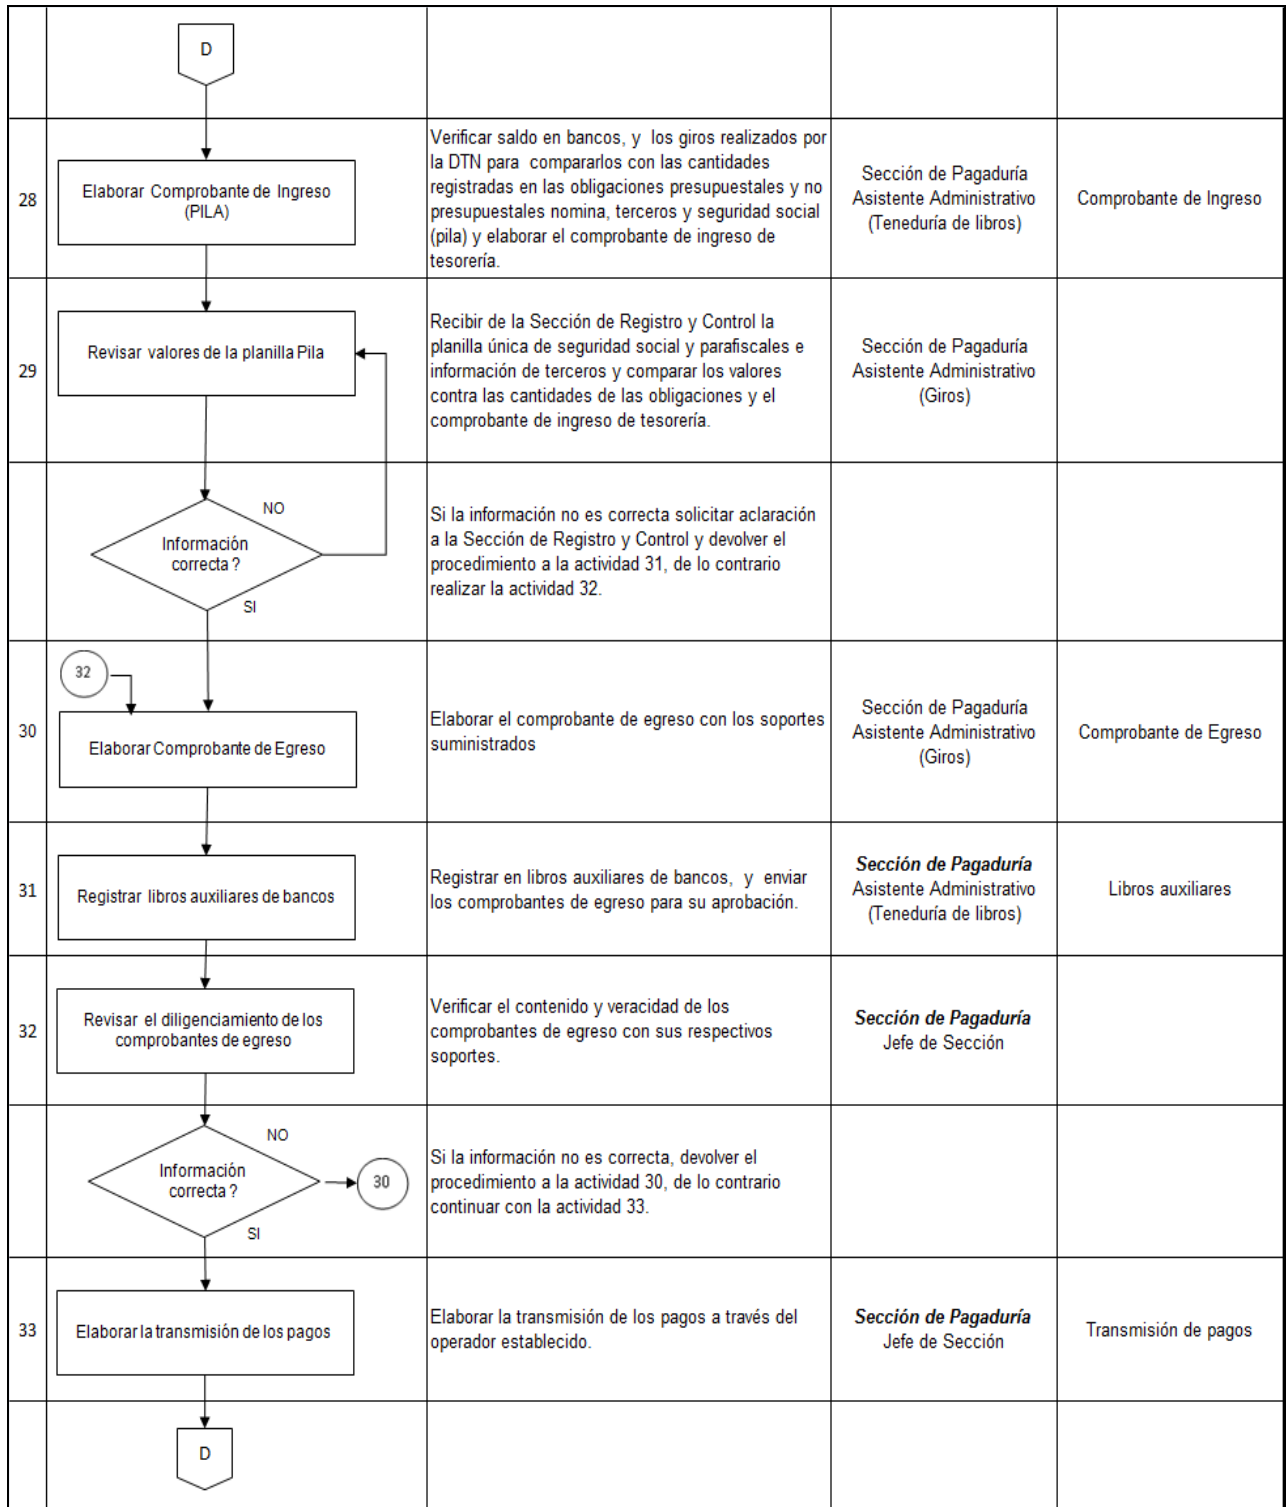 D
28
Elaborar Comprobante de Ingreso
(PILA)
Verificar saldo en bancos, y los giros realizados por
la DTN para compararlos con las cantidades
registradas en las obligaciones presupuestales y no
presupuestales nomina, terceros y seguridad social
(pila) y elaborar el comprobante de ingreso de
tesorería.
Sección de Pagaduría
Asistente Administrativo
(Teneduría de libros)
Comprobante de Ingreso
29
Revisar valores de la planilla Pila
Recibir de la Sección de Registro y Control la
planilla única de seguridad social y parafiscales e
información de terceros y comparar los valores
contra las cantidades de las obligaciones y el
comprobante de ingreso de tesorería.
Sección de Pagaduría
Asistente Administrativo
(Giros)
NO
Información
correcta ?
SI
Si la información no es correcta solicitar aclaración
a la Sección de Registro y Control y devolver el
procedimiento a la actividad 31, de lo contrario
realizar la actividad 32.
32
30
Elaborar Comprobante de Egreso
Elaborar el comprobante de egreso con los soportes
suministrados
Sección de Pagaduría
Asistente Administrativo
(Giros)
Comprobante de Egreso
31
Registrar libros auxiliares de bancos
Registrar en libros auxiliares de bancos, y enviar
los comprobantes de egreso para su aprobación.
Sección de Pagaduría
Asistente Administrativo
(Teneduría de libros)
Libros auxiliares
32
Revisar el diligenciamiento de los
comprobantes de egreso
Verificar el contenido y veracidad de los
comprobantes de egreso con sus respectivos
soportes.
Sección de Pagaduría
Jefe de Sección
NO
Información
correcta ?
30
SI
Si la información no es correcta, devolver el
procedimiento a la actividad 30, de lo contrario
continuar con la actividad 33.
33
Elaborar la transmisión de los pagos
Elaborar la transmisión de los pagos a través del
operador establecido.
Sección de Pagaduría
Jefe de Sección
Transmisión de pagos
D